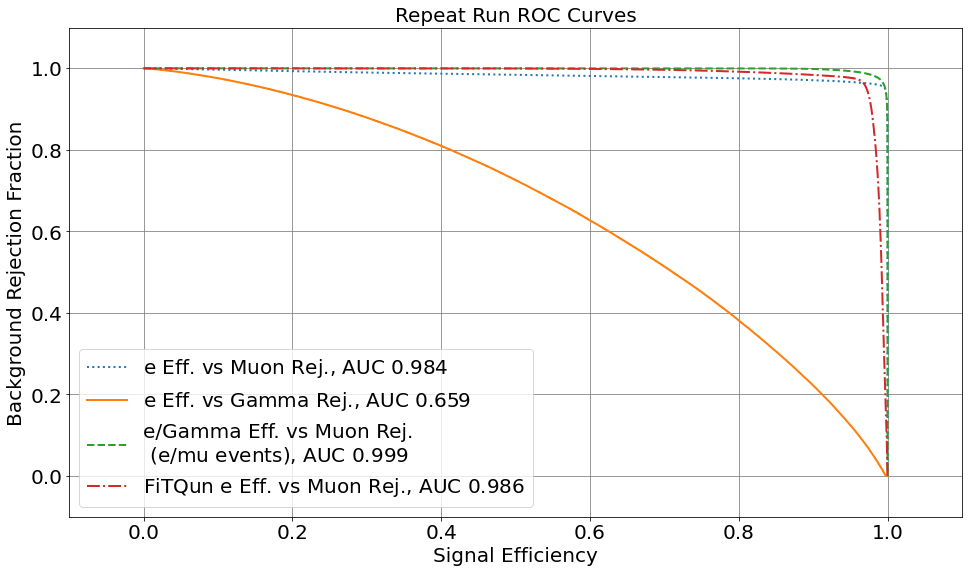 Repeat Run ROC Curves
Background Rejection Fraction
1.0
0.8
0.6
0.4
0.2
0.0
e Eff. vs Muon Rej., AUC 0.984
e Eff. vs Gamma Rej., AUC 0.659
e/Gamma Eff. vs Muon Rej.
(e/mu events), AUC 0.999
FiTQun e Eff. vs Muon Rej., AUC 0.986
0.0 0.2 0.4 0.6 0.8 1.0
Signal Efficiency